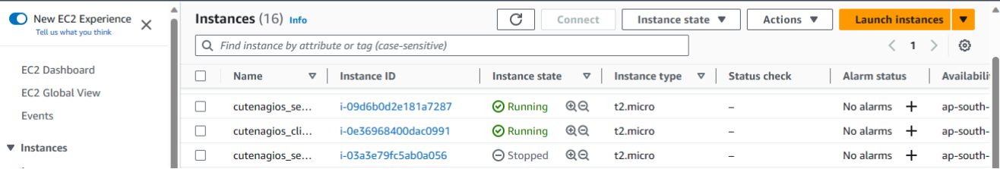 New EC2 Experience
Tell us what you think
EC2 Dashboard
EC2 Global View
Events
Instances
Instances (16) Info
Connect Instance state Actions Launch instances
Find instance by attribute or tag (case-sensitive) 1
Name Instance ID Instance state Instance type Status check Alarm status Availabili
cutenagios_se... i-09d6b0d2e181a7287 Running t2.micro – No alarms + ap-south-
cutenagios_cli... i-0e36968400dac0991 Running t2.micro – No alarms + ap-south-
cutenagios_se... i-03a3e79fc5ab0a056 Stopped t2.micro – No alarms + ap-south-